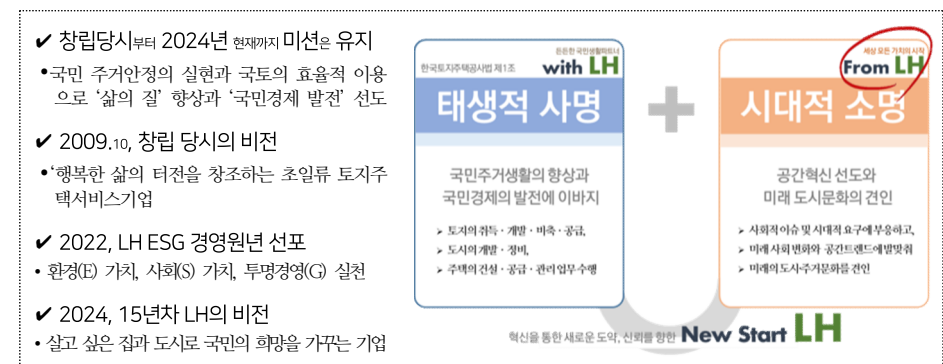 ✔ 창립당시부터 2024년 현재까지 미션은 유지
•국민 주거안정의 실현과 국토의 효율적 이용
으로 ‘삶의 질’ 향상과 ‘국민경제 발전’ 선도
✔ 2009.10, 창립 당시의 비전
•‘행복한 삶의 터전을 창조하는 초일류 토지주
택서비스기업
✔ 2022, LH ESG 경영원년 선포
• 환경(E) 가치, 사회(S) 가치, 투명경영(G) 실천
✔ 2024, 15년차 LH의 비전
• 살고 싶은 집과 도시로 국민의 희망을 가꾸는 기업
든든한 국민생활파트너
한국토지주택공사법 제1조 with LH
태생적 사명
국민주거생활의 향상과
국민경제의 발전에 이바지
➢ 토지의 취득 · 개발 · 비축 · 공급,
➢ 도시의 개발 · 정비,
➢ 주택의 건설 · 공급 · 관리 업무 수행
+
세상 모든 가치의 시작
From LH
시대적 소명
공간혁신 선도와
미래 도시문화의 견인
➢ 사회적 이슈 및 시대적 요구에 부응하고,
➢ 미래 사회 변화와 공간트렌드에 발맞춰
➢ 미래의 도시·주거문화를 견인
혁신을 통한 새로운 도약, 신뢰를 향한 New Start LH